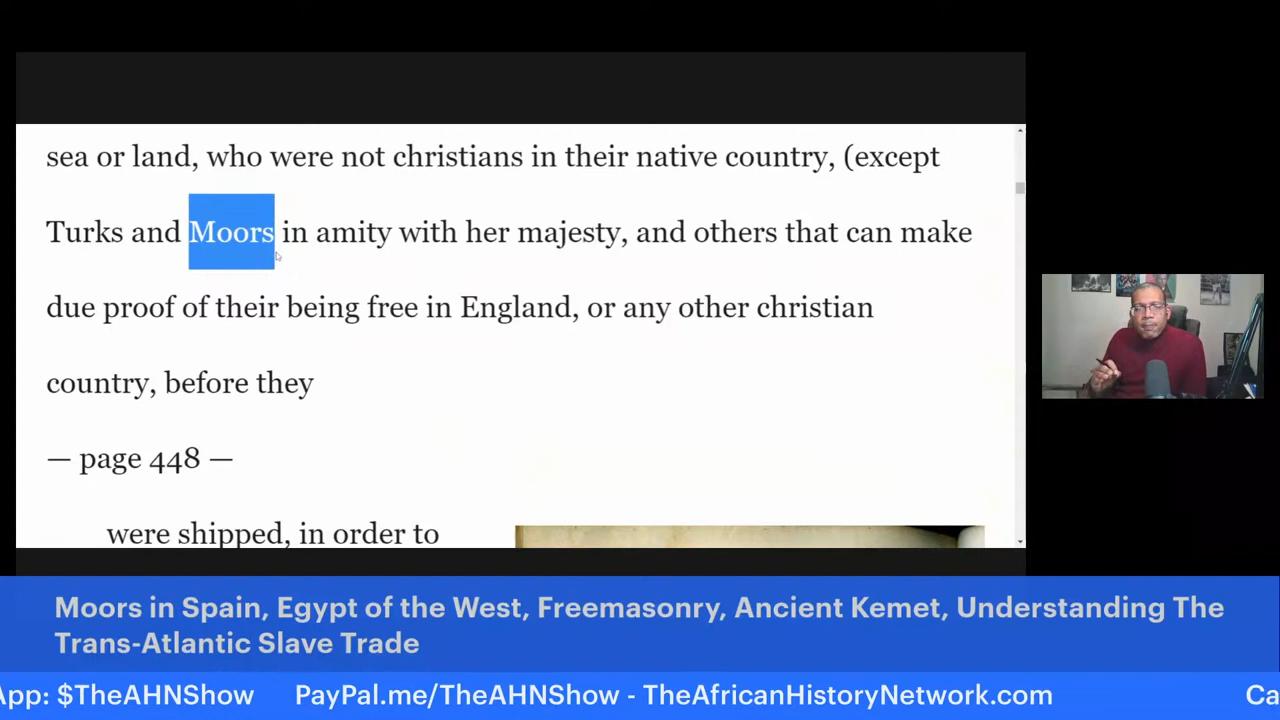 sea or land, who were not christians in their native country, (except
Turks and Moors in amity with her majesty, and others that can make
due proof of their being free in England, or any other christian
country, before they
— page 448 —
were shipped, in order to
Moors in Spain, Egypt of the West, Freemasonry, Ancient Kemet, Understanding The
Trans-Atlantic Slave Trade
App: $TheAHNShow PayPal.me/TheAHNShow - TheAfricanHistoryNetwork.com Ca